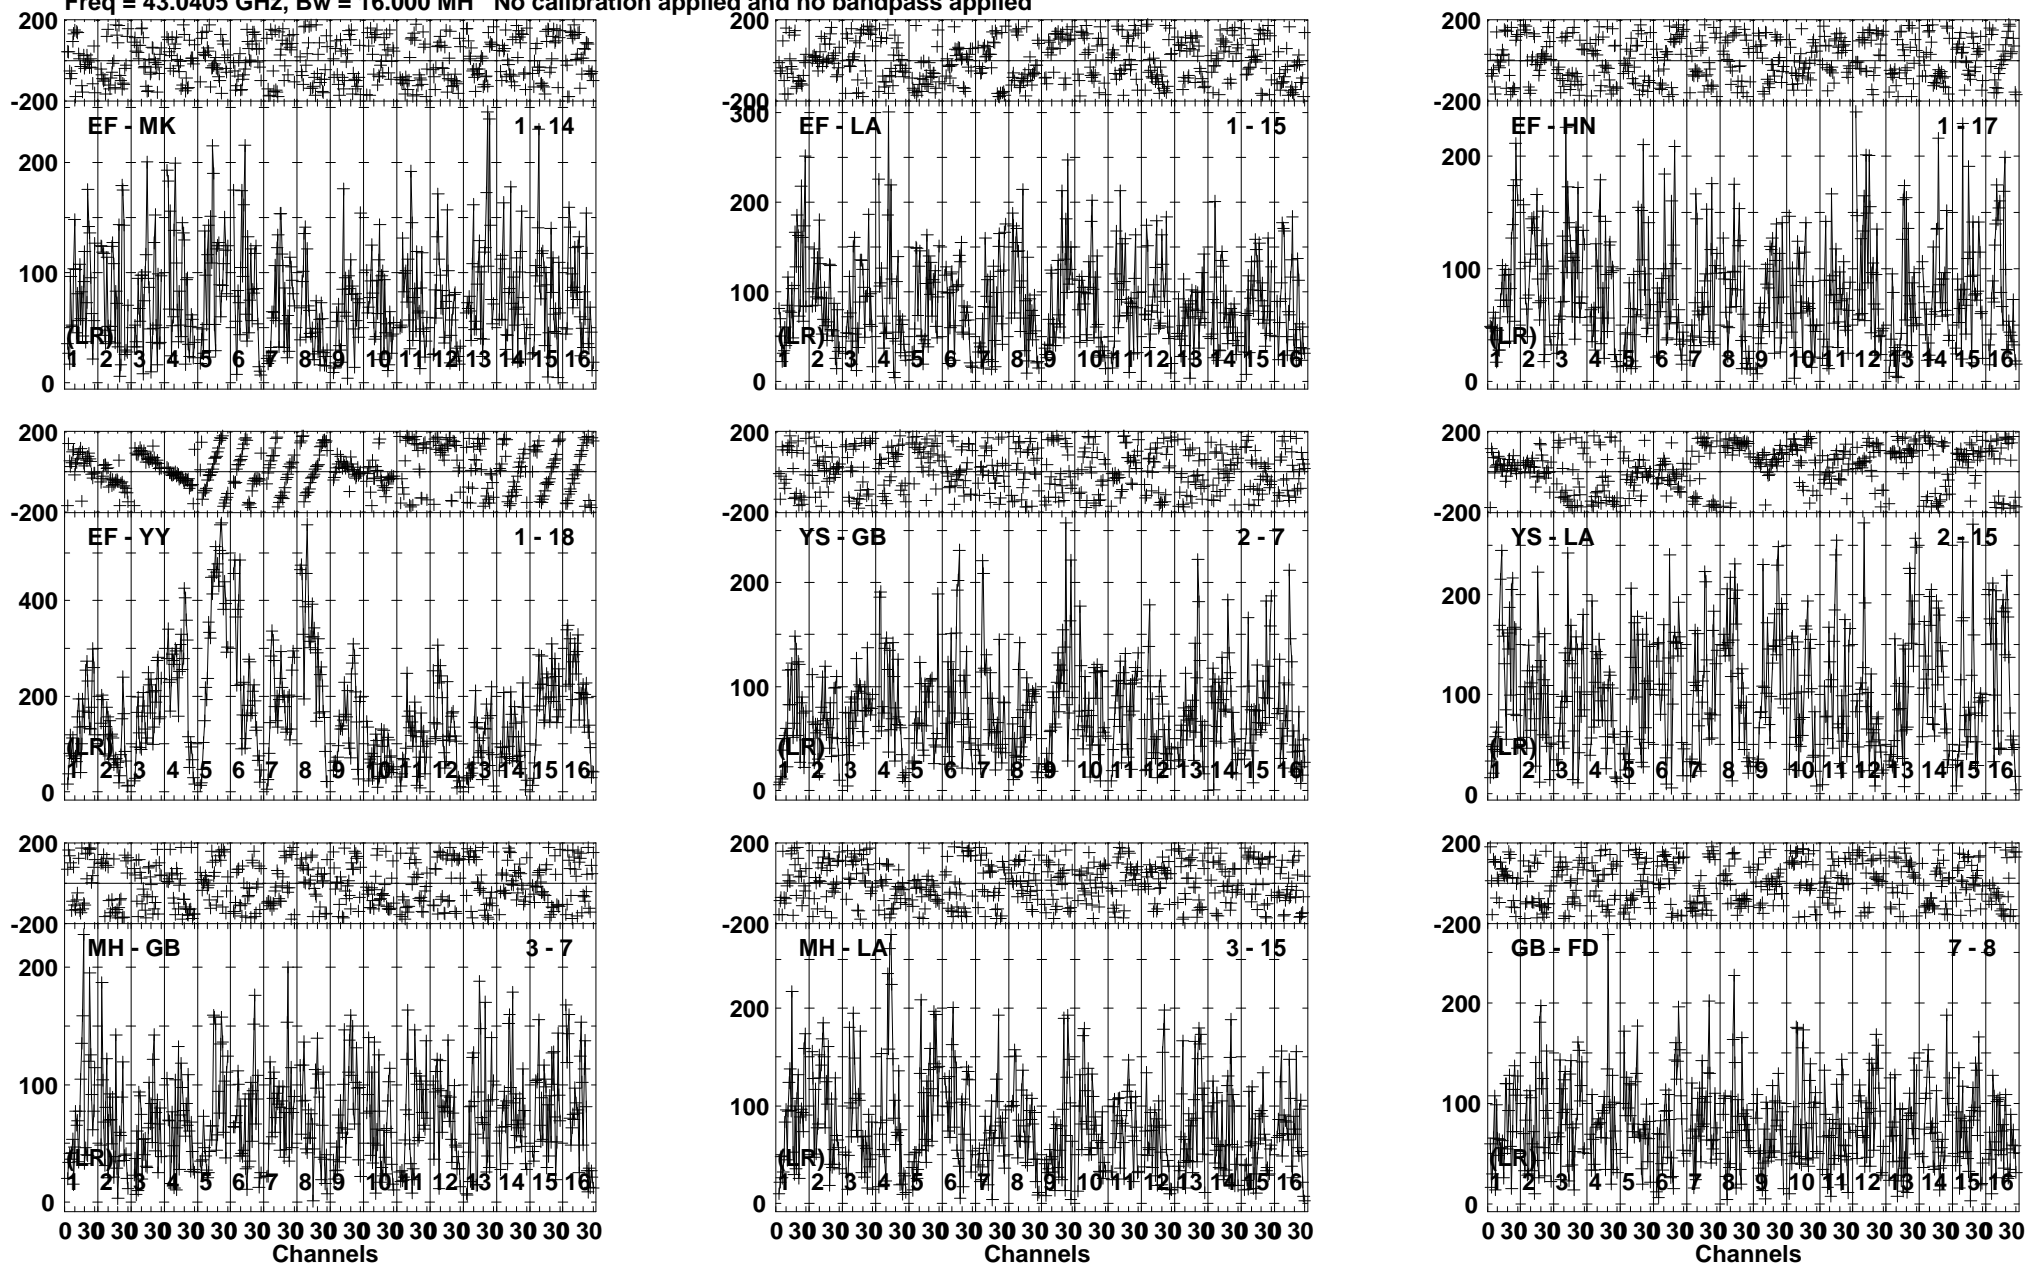 Freq = 43.0405 GHz, Bw = 16.000 MH No calibration applied and no bandpass applied
200
-200
EF - MK 1 - 14
200
100
(LR)
1 2 3 4 5 6 7 8 9 10 11 12 13 14 15 16
0
200
-200
300
EF - LA 1 - 15
200
100
(LR)
1 2 3 4 5 6 7 8 9 10 11 12 13 14 15 16
0
200
-200
EF - HN 1 - 17
200
100
(LR)
1 2 3 4 5 6 7 8 9 10 11 12 13 14 15 16
0
200
-200
EF - YY 1 - 18
400
200
(LR)
1 2 3 4 5 6 7 8 9 10 11 12 13 14 15 16
0
200
-200
YS - GB 2 - 7
200
100
(LR)
1 2 3 4 5 6 7 8 9 10 11 12 13 14 15 16
0
200
-200
YS - LA 2 - 15
200
100
(LR)
1 2 3 4 5 6 7 8 9 10 11 12 13 14 15 16
0
200
-200
MH - GB 3 - 7
200
100
(LR)
1 2 3 4 5 6 7 8 9 10 11 12 13 14 15 16
0
0 30 30 30 30 30 30 30 30 30 30 30 30 30 30 30 30
Channels
200
-200
MH - LA 3 - 15
200
100
(LR)
1 2 3 4 5 6 7 8 9 10 11 12 13 14 15 16
0
0 30 30 30 30 30 30 30 30 30 30 30 30 30 30 30 30
Channels
200
-200
GB - FD 7 - 8
200
100
(LR)
1 2 3 4 5 6 7 8 9 10 11 12 13 14 15 16
0
0 30 30 30 30 30 30 30 30 30 30 30 30 30 30 30 30
Channels